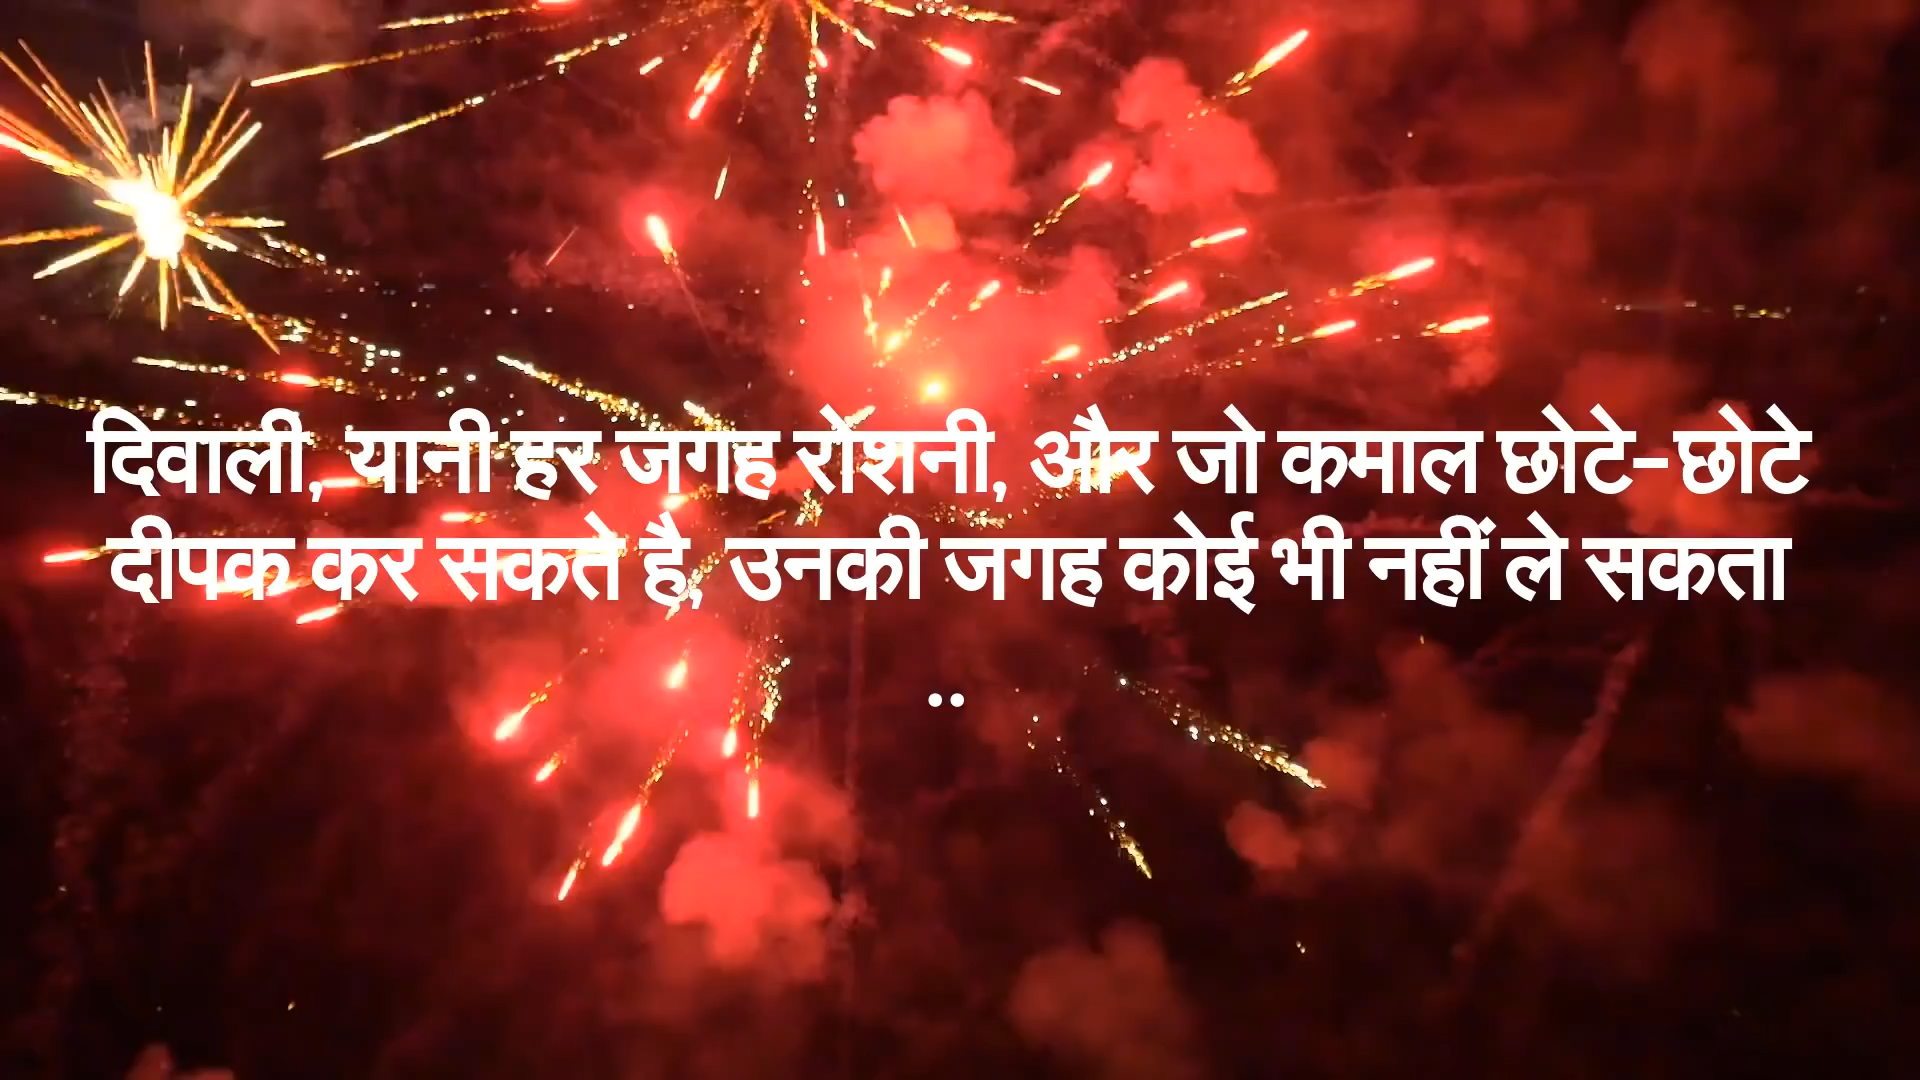 दिवाली, यानी हर जगह रोशनी, और जो कमाल छोटे-छोटे
दीपक कर सकते है, उनकी जगह कोई भी नहीं ले सकता
..